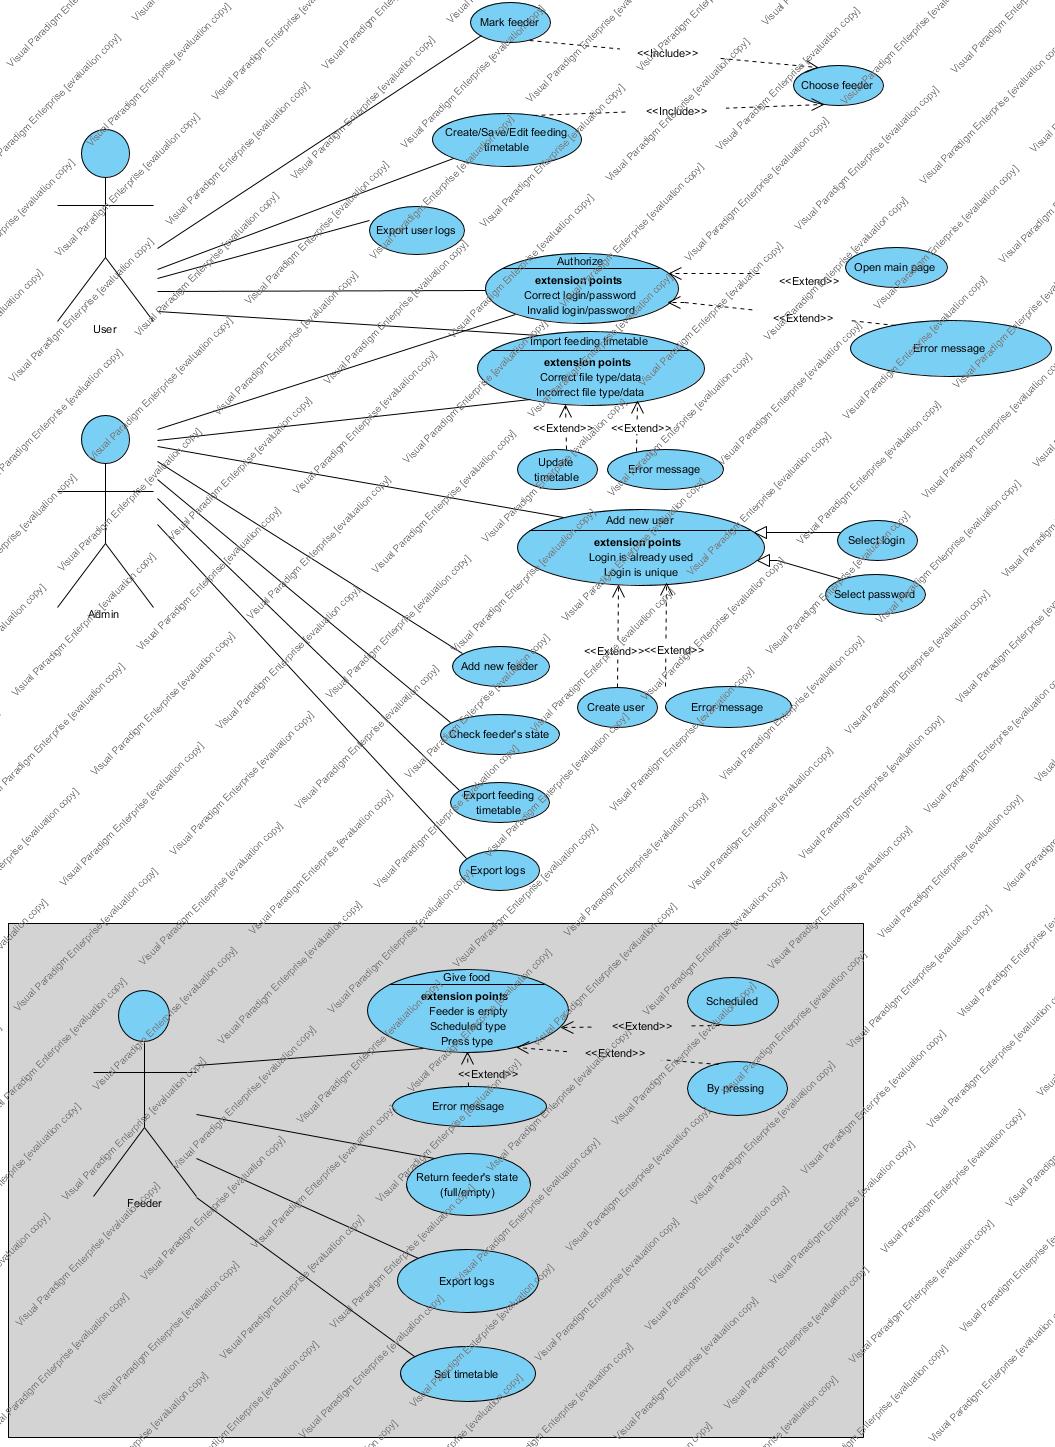 Mark feeder
<<Include>>
Choose feeder
<<Include>>
Create/Save/Edit feeding
timetable
Export user logs
User
Authorize
extension points
Correct login/password
Invalid login/password
<<Extend>>
Open main page
<<Extend>>
Error message
Import feeding timetable
extension points
Correct file type/data
Incorrect file type/data
<<Extend>>
<<Extend>>
Update
timetable
Error message
Admin
Add new user
extension points
Login is already used
Login is unique
Select login
Select password
<<Extend>>
<<Extend>>
Create user
Error message
Add new feeder
Check feeder's state
Export feeding
timetable
Export logs
Give food
extension points
Feeder is empty
Scheduled type
Press type
Scheduled
<<Extend>>
<<Extend>>
By pressing
<<Extend>>
Error message
Feeder
Return feeder's state
(full/empty)
Export logs
Set timetable
Visual Paradigm Enterprise [evaluation copy]